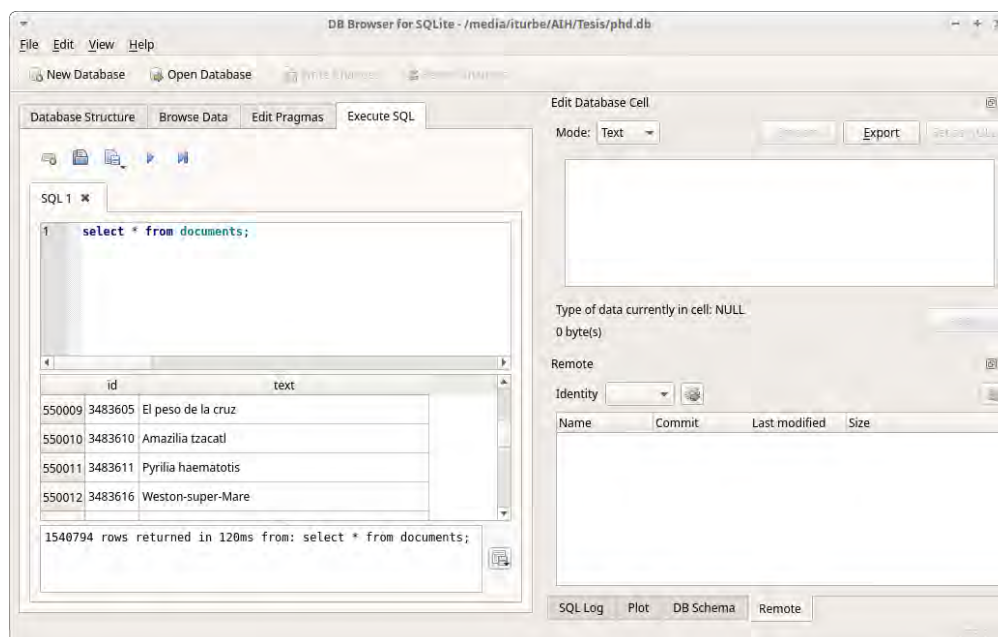 DB Browser for SQLite - /media/iturbe/AIH/Tesis/phd.db
File Edit View Help
New Database Open Database Write Changes
Database Structure Browse Data Edit Pragmas Execute SQL
SQL 1
1 select * from documents;
id text
550009 3483605 El peso de la cruz
550010 3483610 Amazilia tzacatl
550011 3483611 Pyrilia haematotis
550012 3483616 Weston-super-Mare
1540794 rows returned in 120ms from: select * from documents;
Edit Database Cell
Mode: Text Export
Type of data currently in cell: NULL
0 byte(s)
Remote
Identity
Name Commit Last modified Size
SQL Log Plot DB Schema Remote